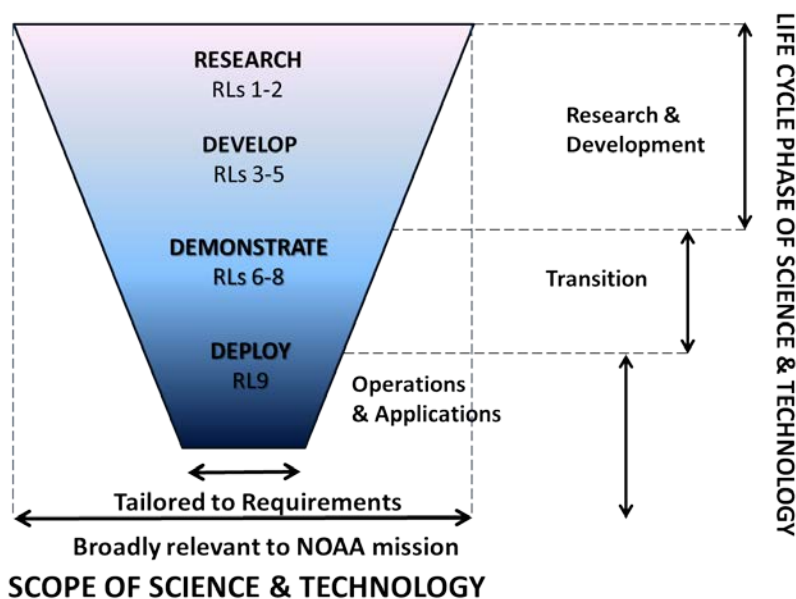 RESEARCH
RLs 1-2
DEVELOP
RLs 3-5
DEMONSTRATE
RLs 6-8
DEPLOY
RL9
Research &
Development
Transition
Operations
& Applications
LIFE CYCLE PHASE OF SCIENCE & TECHNOLOGY
Tailored to Requirements
Broadly relevant to NOAA mission
SCOPE OF SCIENCE & TECHNOLOGY